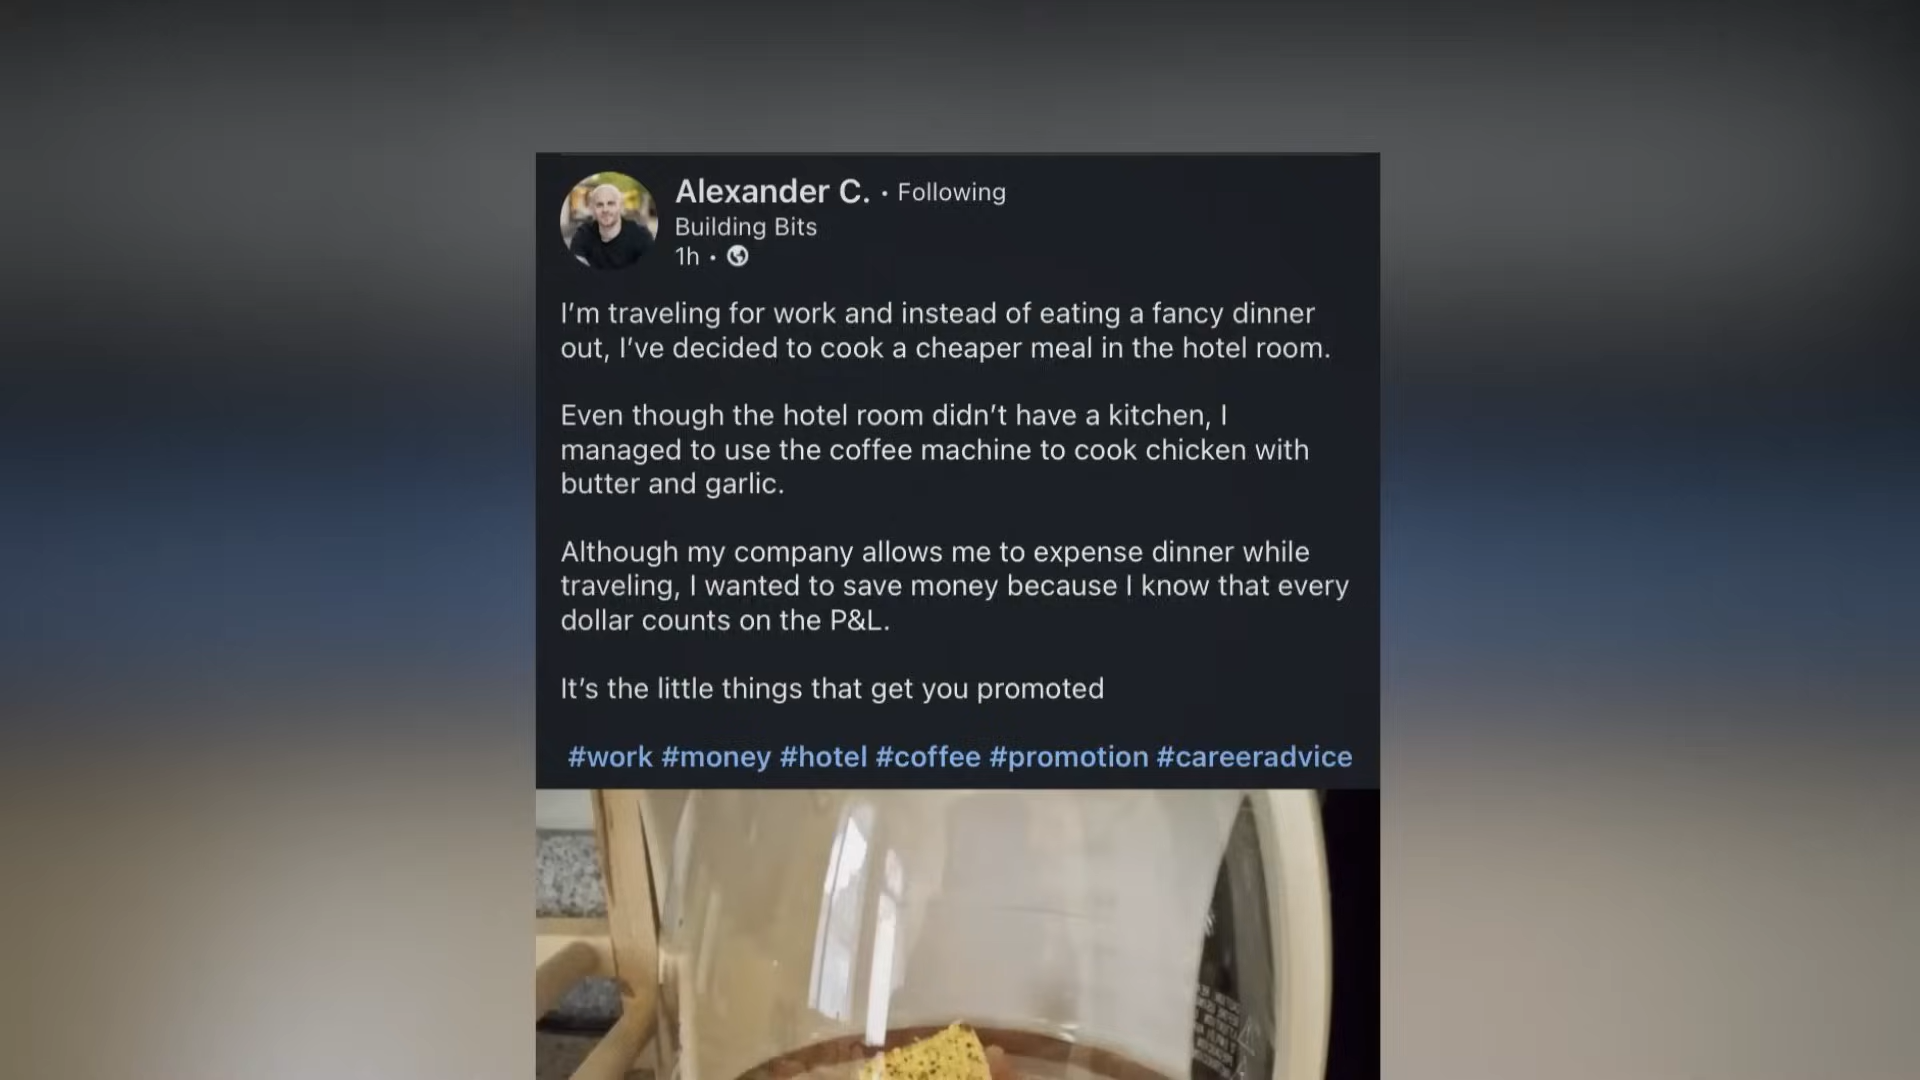 Alexander C. • Following
Building Bits
1h •
I’m traveling for work and instead of eating a fancy dinner
out, I’ve decided to cook a cheaper meal in the hotel room.
Even though the hotel room didn’t have a kitchen, I
managed to use the coffee machine to cook chicken with
butter and garlic.
Although my company allows me to expense dinner while
traveling, I wanted to save money because I know that every
dollar counts on the P&L.
It’s the little things that get you promoted
#work #money #hotel #coffee #promotion #careeradvice